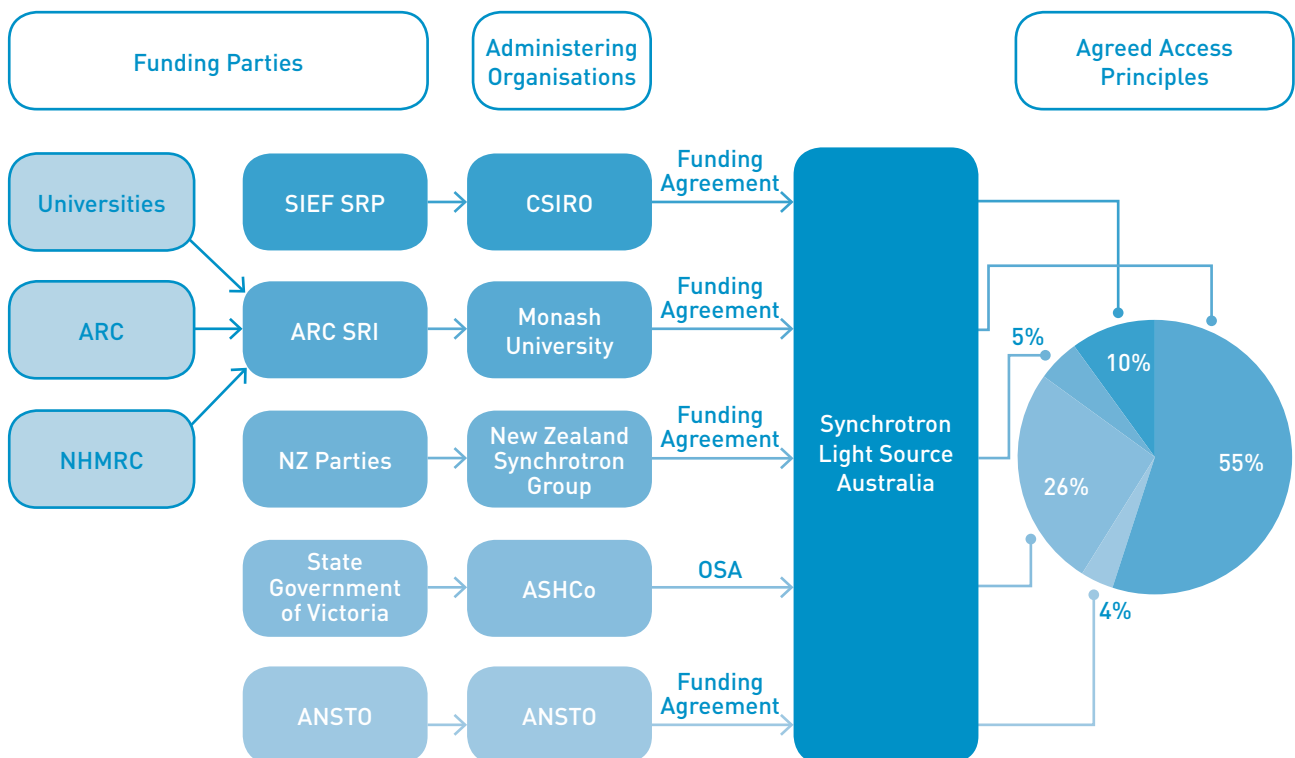 Funding Parties
Administering
Organisations
Agreed Access
Principles
Universities
SIEF SRP
CSIRO
Funding
Agreement
ARC
ARC SRI
Monash
University
Funding
Agreement
NHMRC
NZ Parties
New Zealand
Synchrotron
Group
Funding
Agreement
State
Government
of Victoria
ASHCo
OSA
ANSTO
ANSTO
Funding
Agreement
Synchrotron
Light Source
Australia
5%
10%
55%
26%
4%